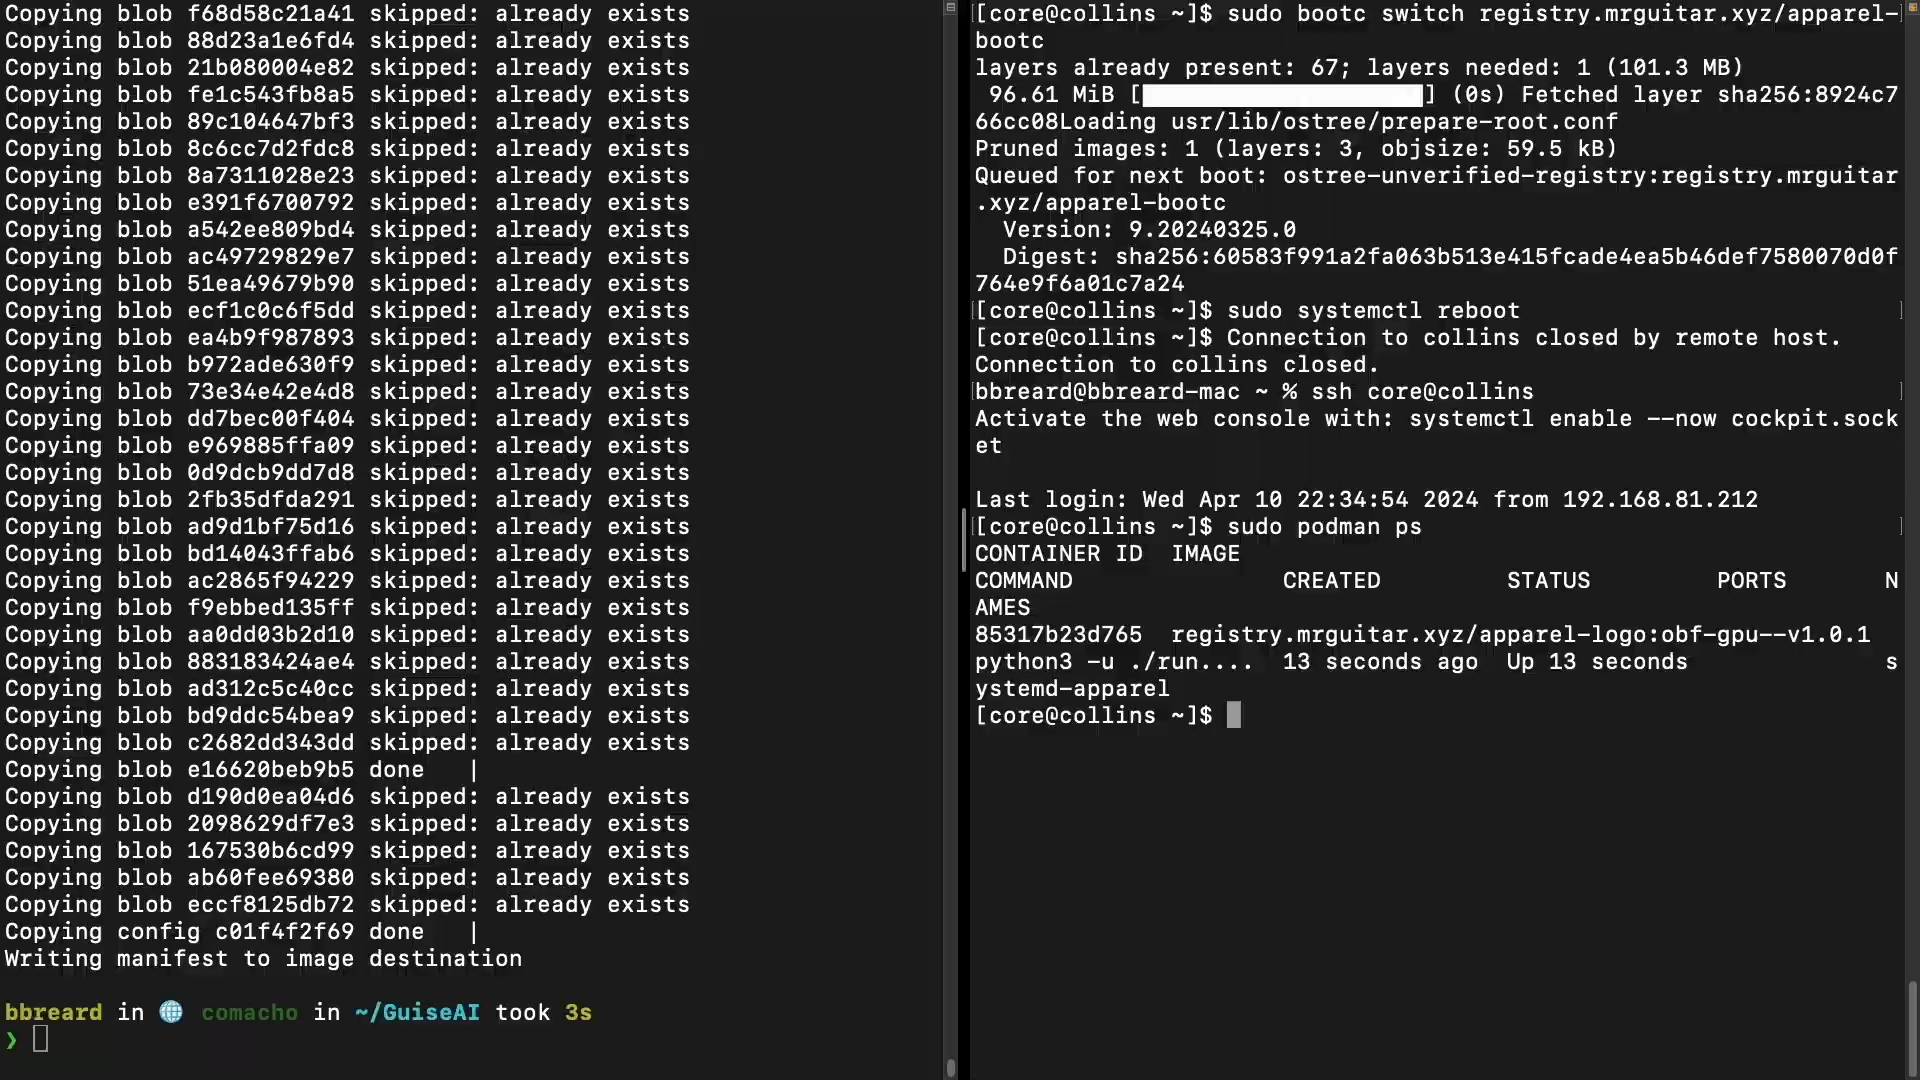 Copying blob f68d58c21a41 skipped: already exists
Copying blob 88d23a1e6fd4 skipped: already exists
Copying blob 21b080004e82 skipped: already exists
Copying blob fe1c543fb8a5 skipped: already exists
Copying blob 89c104647bf3 skipped: already exists
Copying blob 8c6cc7d2fdc8 skipped: already exists
Copying blob 8a7311028e23 skipped: already exists
Copying blob e391f6700792 skipped: already exists
Copying blob a542ee809bd4 skipped: already exists
Copying blob ac49729829e7 skipped: already exists
Copying blob 51ea49679b90 skipped: already exists
Copying blob ecf1c0c6f5dd skipped: already exists
Copying blob ea4b9f987893 skipped: already exists
Copying blob b972ade630f9 skipped: already exists
Copying blob 73e34e42e4d8 skipped: already exists
Copying blob dd7bec00f404 skipped: already exists
Copying blob e969885ffa09 skipped: already exists
Copying blob 0d9dcb9dd7d8 skipped: already exists
Copying blob 2fb35dfda291 skipped: already exists
Copying blob ad9d1bf75d16 skipped: already exists
Copying blob bd14043ffab6 skipped: already exists
Copying blob ac2865f94229 skipped: already exists
Copying blob f9ebbed135ff skipped: already exists
Copying blob aa0dd03b2d10 skipped: already exists
Copying blob 883183424ae4 skipped: already exists
Copying blob ad312c5c40cc skipped: already exists
Copying blob bd9ddc54bea9 skipped: already exists
Copying blob c2682dd343dd skipped: already exists
Copying blob e16620beb9b5 done   |
Copying blob d190d0ea04d6 skipped: already exists
Copying blob 2098629df7e3 skipped: already exists
Copying blob 167530b6cd99 skipped: already exists
Copying blob ab60fee69380 skipped: already exists
Copying blob eccf8125db72 skipped: already exists
Copying config c01f4f2f69 done   |
Writing manifest to image destination
bbreard in 🌐 comacho in ~/GuiseAI took 3s
❯
[core@collins ~]$ sudo bootc switch registry.mrguitar.xyz/apparel-
bootc
layers already present: 67; layers needed: 1 (101.3 MB)
 96.61 MiB [                    ] (0s) Fetched layer sha256:8924c7
66cc08Loading usr/lib/ostree/prepare-root.conf
Pruned images: 1 (layers: 3, objsize: 59.5 kB)
Queued for next boot: ostree-unverified-registry:registry.mrguitar
.xyz/apparel-bootc
  Version: 9.20240325.0
  Digest: sha256:60583f991a2fa063b513e415fcade4ea5b46def7580070d0f
764e9f6a01c7a24
[core@collins ~]$ sudo systemctl reboot
[core@collins ~]$ Connection to collins closed by remote host.
Connection to collins closed.
bbreard@bbreard-mac ~ % ssh core@collins
Activate the web console with: systemctl enable --now cockpit.sock
et
Last login: Wed Apr 10 22:34:54 2024 from 192.168.81.212
[core@collins ~]$ sudo podman ps
CONTAINER ID  IMAGE
COMMAND               CREATED         STATUS         PORTS       N
AMES
85317b23d765  registry.mrguitar.xyz/apparel-logo:obf-gpu--v1.0.1
python3 -u ./run....  13 seconds ago  Up 13 seconds              s
ystemd-apparel
[core@collins ~]$